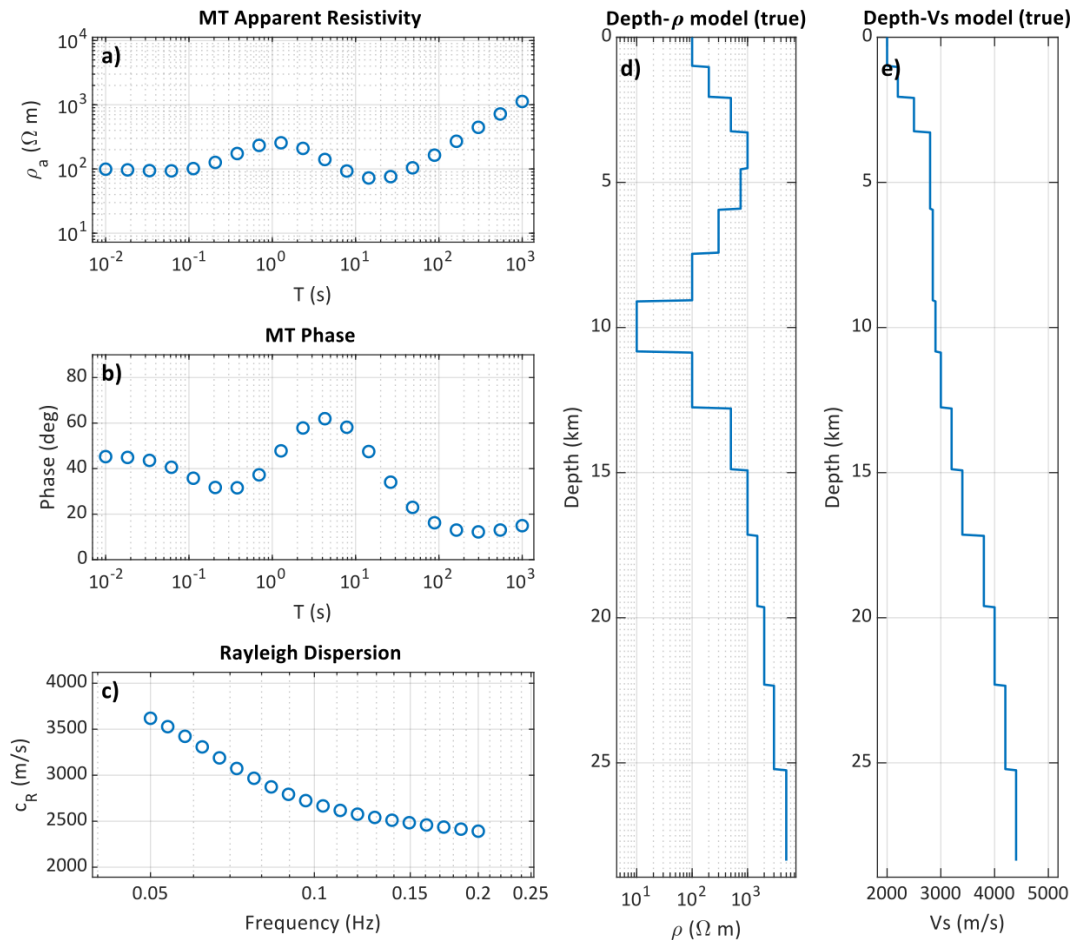 MT Apparent Resistivity
a)
10^4
10^3
10^2
10^1
ρ_a (Ω m)
10^-2 10^-1 10^0 10^1 10^2 10^3
T (s)
MT Phase
b)
80
60
40
20
0
Phase (deg)
10^-2 10^-1 10^0 10^1 10^2 10^3
T (s)
Rayleigh Dispersion
c)
4000
3500
3000
2500
2000
c_R (m/s)
0.05 0.1 0.15 0.2 0.25
Frequency (Hz)
Depth-ρ model (true)
d)
0
5
10
15
20
25
Depth (km)
10^1 10^2 10^3
ρ (Ω m)
Depth-Vs model (true)
e)
0
5
10
15
20
25
Depth (km)
2000 3000 4000 5000
Vs (m/s)